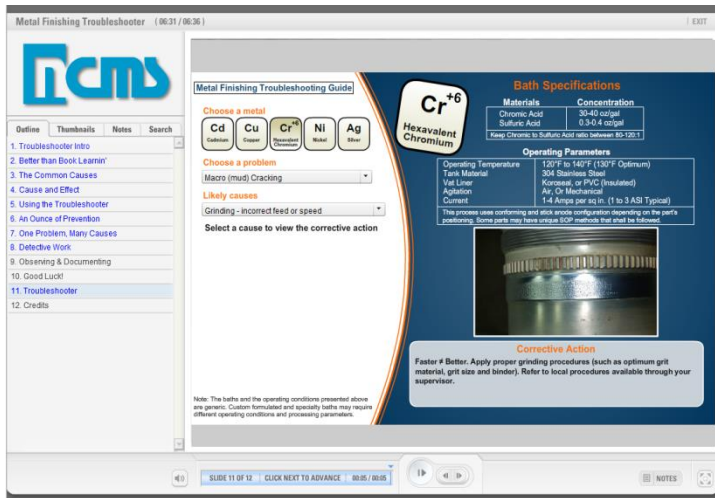 Metal Finishing Troubleshooter ( 06:31 / 06:36 )
EXIT
ncms
Outline Thumbnails Notes Search
1. Troubleshooter Intro
2. Better than Book Learnin'
3. The Common Causes
4. Cause and Effect
5. Using the Troubleshooter
6. An Ounce of Prevention
7. One Problem, Many Causes
8. Detective Work
9. Observing & Documenting
10. Good Luck!
11. Troubleshooter
12. Credits
Metal Finishing Troubleshooting Guide
Choose a metal
Cd Cu Cr+6 Ni Ag
Cadmium Copper Hexavalent Chromium Nickel Silver
Choose a problem
Macro (mud) Cracking
Likely causes
Grinding - incorrect feed or speed
Select a cause to view the corrective action
Note: The baths and the operating conditions presented above
are generic. Custom formulated and specialty baths may require
different operating conditions and processing parameters.
Cr+6
Hexavalent
Chromium
Bath Specifications
Materials Concentration
Chromic Acid 30-40 oz/gal
Sulfuric Acid 0.3-0.4 oz/gal
Keep Chromic to Sulfuric Acid ratio between 80-120:1
Operating Parameters
Operating Temperature 120°F to 140°F (130°F Optimum)
Tank Material 304 Stainless Steel
Vat Liner Koroseal, or PVC (Insulated)
Agitation Air, Or Mechanical
Current 1-4 Amps per sq in. (1 to 3 ASI Typical)
This process uses conforming and stick anode configuration depending on the part's
positioning. Some parts may have unique SOP methods that shall be followed.
Corrective Action
Faster ≠ Better. Apply proper grinding procedures (such as optimum grit
material, grit size and binder). Refer to local procedures available through your
supervisor.
SLIDE 11 OF 12 CLICK NEXT TO ADVANCE 00:05 / 00:05
NOTES